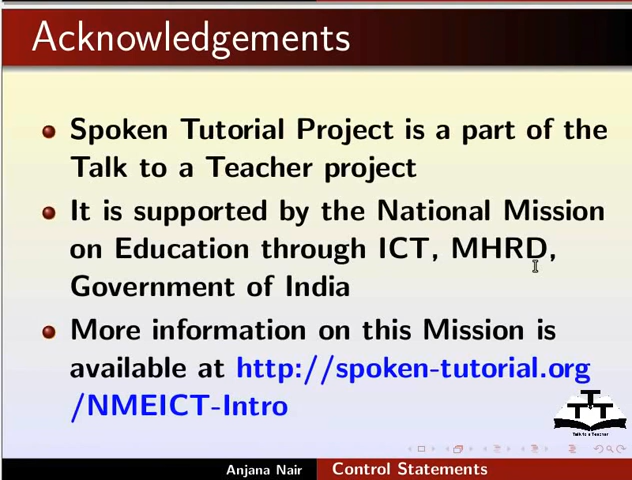 Acknowledgements
Spoken Tutorial Project is a part of the
Talk to a Teacher project
It is supported by the National Mission
on Education through ICT, MHRD,
Government of India
More information on this Mission is
available at http://spoken-tutorial.org
/NMEICT-Intro
TTT
Talk to a Teacher
Anjana Nair Control Statements